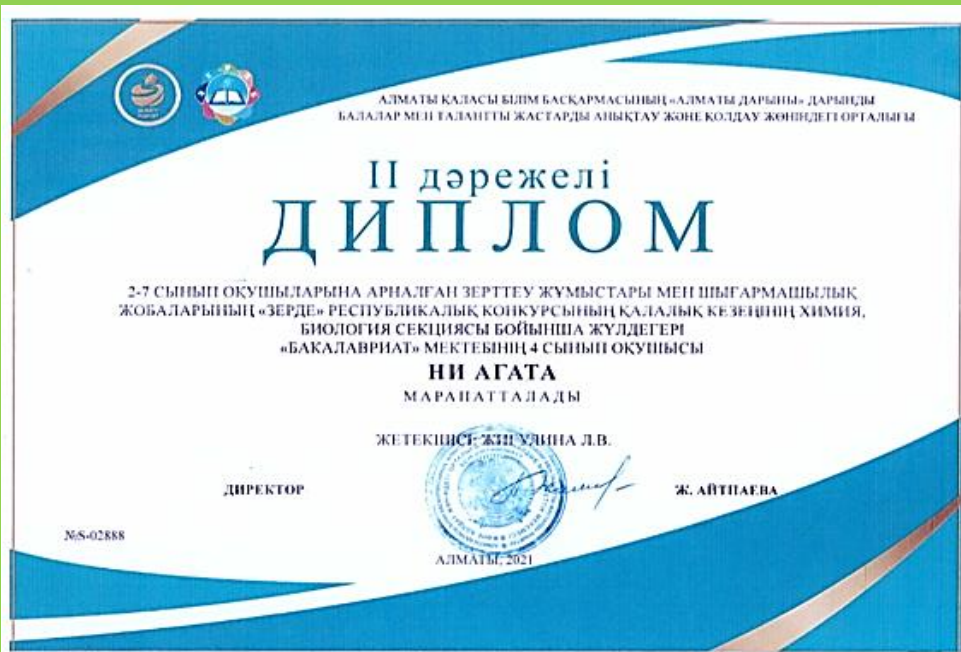 АЛМАТЫ ҚАЛАСЫ БІЛІМ БАСҚАРМАСЫНЫҢ «АЛМАТЫ ДАРЫНЫ» ДАРЫНДЫ
БАЛАЛАР МЕН ТАЛАНТТЫ ЖАСТАРДЫ АНЫҚТАУ ЖӘНЕ ҚОЛДАУ ЖӨНІНДЕГІ ОРТАЛЫҒЫ
II дәрежелі
ДИПЛОМ
2-7 СЫНЫП ОҚУШЫЛАРЫНА АРНАЛҒАН ЗЕРТТЕУ ЖҰМЫСТАРЫ МЕН ШЫҒАРМАШЫЛЫҚ
ЖОБАЛАРЫНЫҢ «ЗЕРДЕ» РЕСПУБЛИКАЛЫҚ КОНКУРСЫНЫҢ ҚАЛАЛЫҚ КЕЗЕҢІНІҢ ХИМИЯ,
БИОЛОГИЯ СЕКЦИЯСЫ БОЙЫНША ЖҮЛДЕГЕРІ
«БАКАЛАВРИАТ» МЕКТЕБІНІҢ 4 СЫНЫП ОҚУШЫСЫ
НИ АГАТА
МАРАПАТТАЛАДЫ
ЖЕТЕКШІСІ: Л.В.
ДИРЕКТОР Ж. АЙТПАЕВА
№S-02888
АЛМАТЫ, 2021